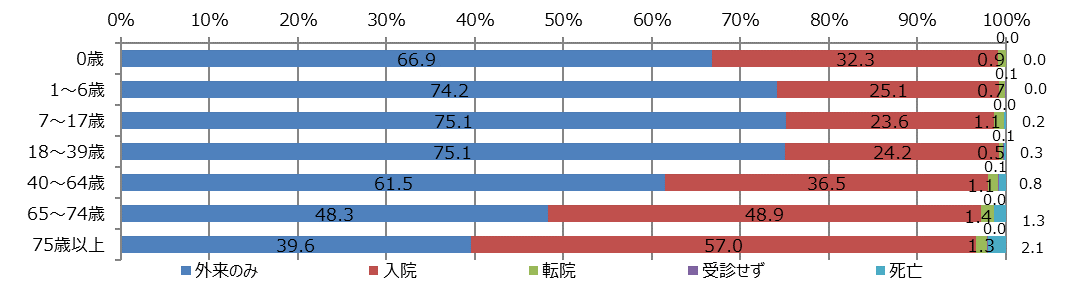 0% 10% 20% 30% 40% 50% 60% 70% 80% 90% 100%
0.0
0歳 66.9 32.3 0.9 0.0
0.1
1～6歳 74.2 25.1 0.7 0.0
0.0
7～17歳 75.1 23.6 1.1 0.2
0.1
18～39歳 75.1 24.2 0.5 0.3
0.1
40～64歳 61.5 36.5 1.1 0.8
0.0
65～74歳 48.3 48.9 1.4 1.3
0.0
75歳以上 39.6 57.0 1.3 2.1
外来のみ 入院 転院 受診せず 死亡